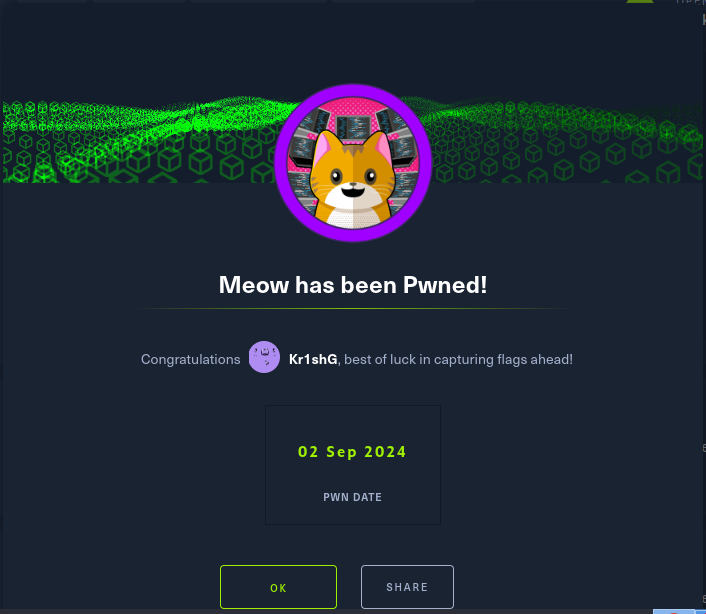 Meow has been Pwned!
Congratulations Kr1shG, best of luck in capturing flags ahead!
02 Sep 2024
PWN DATE
OK SHARE